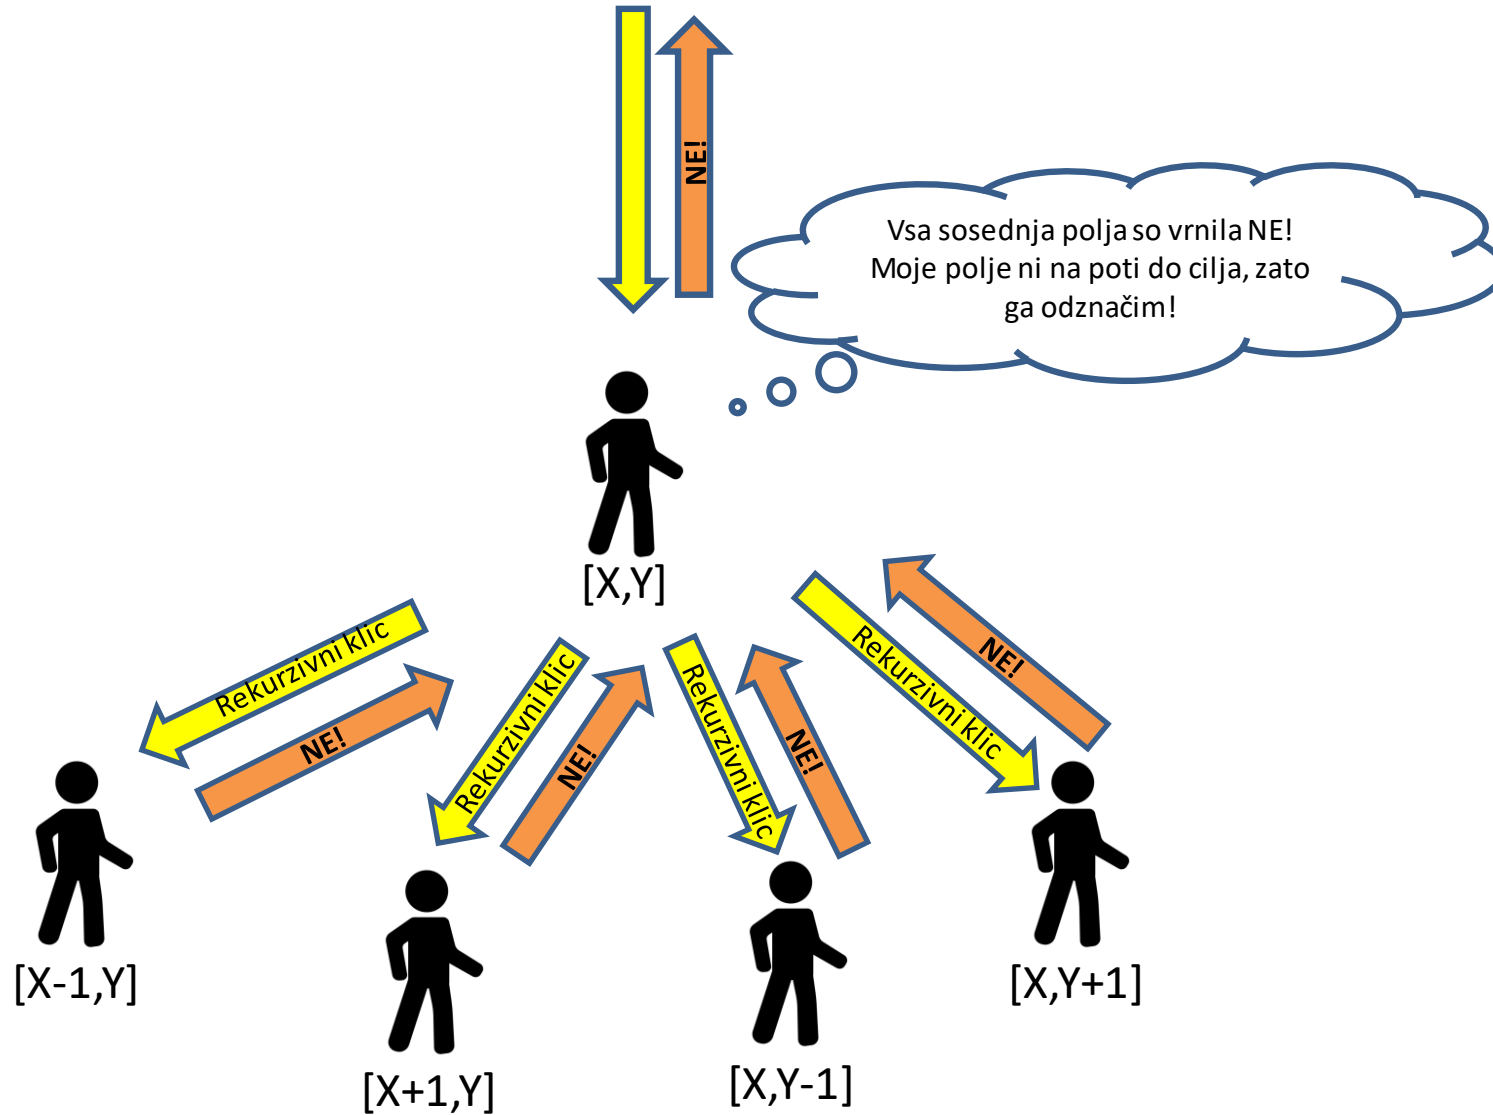 NE!
Vsa sosednja polja so vrnila NE!
Moje polje ni na poti do cilja, zato
ga odznačim!
[X,Y]
Rekurzivni klic
NE!
Rekurzivni klic
NE!
Rekurzivni klic
NE!
Rekurzivni klic
NE!
[X-1,Y]
[X+1,Y]
[X,Y-1]
[X,Y+1]